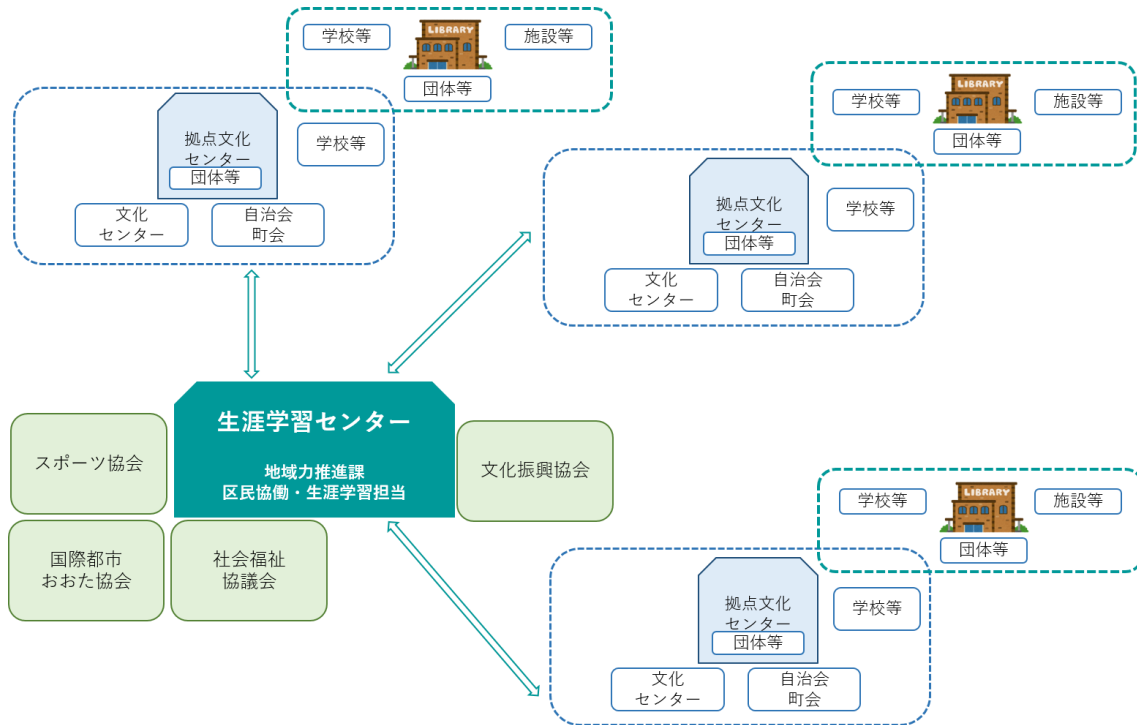 学校等
LIBRARY
施設等
団体等
拠点文化
センター
団体等
学校等
文化
センター
自治会
町会
学校等
LIBRARY
施設等
団体等
拠点文化
センター
団体等
学校等
文化
センター
自治会
町会
生涯学習センター
地域力推進課
区民協働・生涯学習担当
スポーツ協会
文化振興協会
国際都市
おおた協会
社会福祉
協議会
学校等
LIBRARY
施設等
団体等
拠点文化
センター
団体等
学校等
文化
センター
自治会
町会